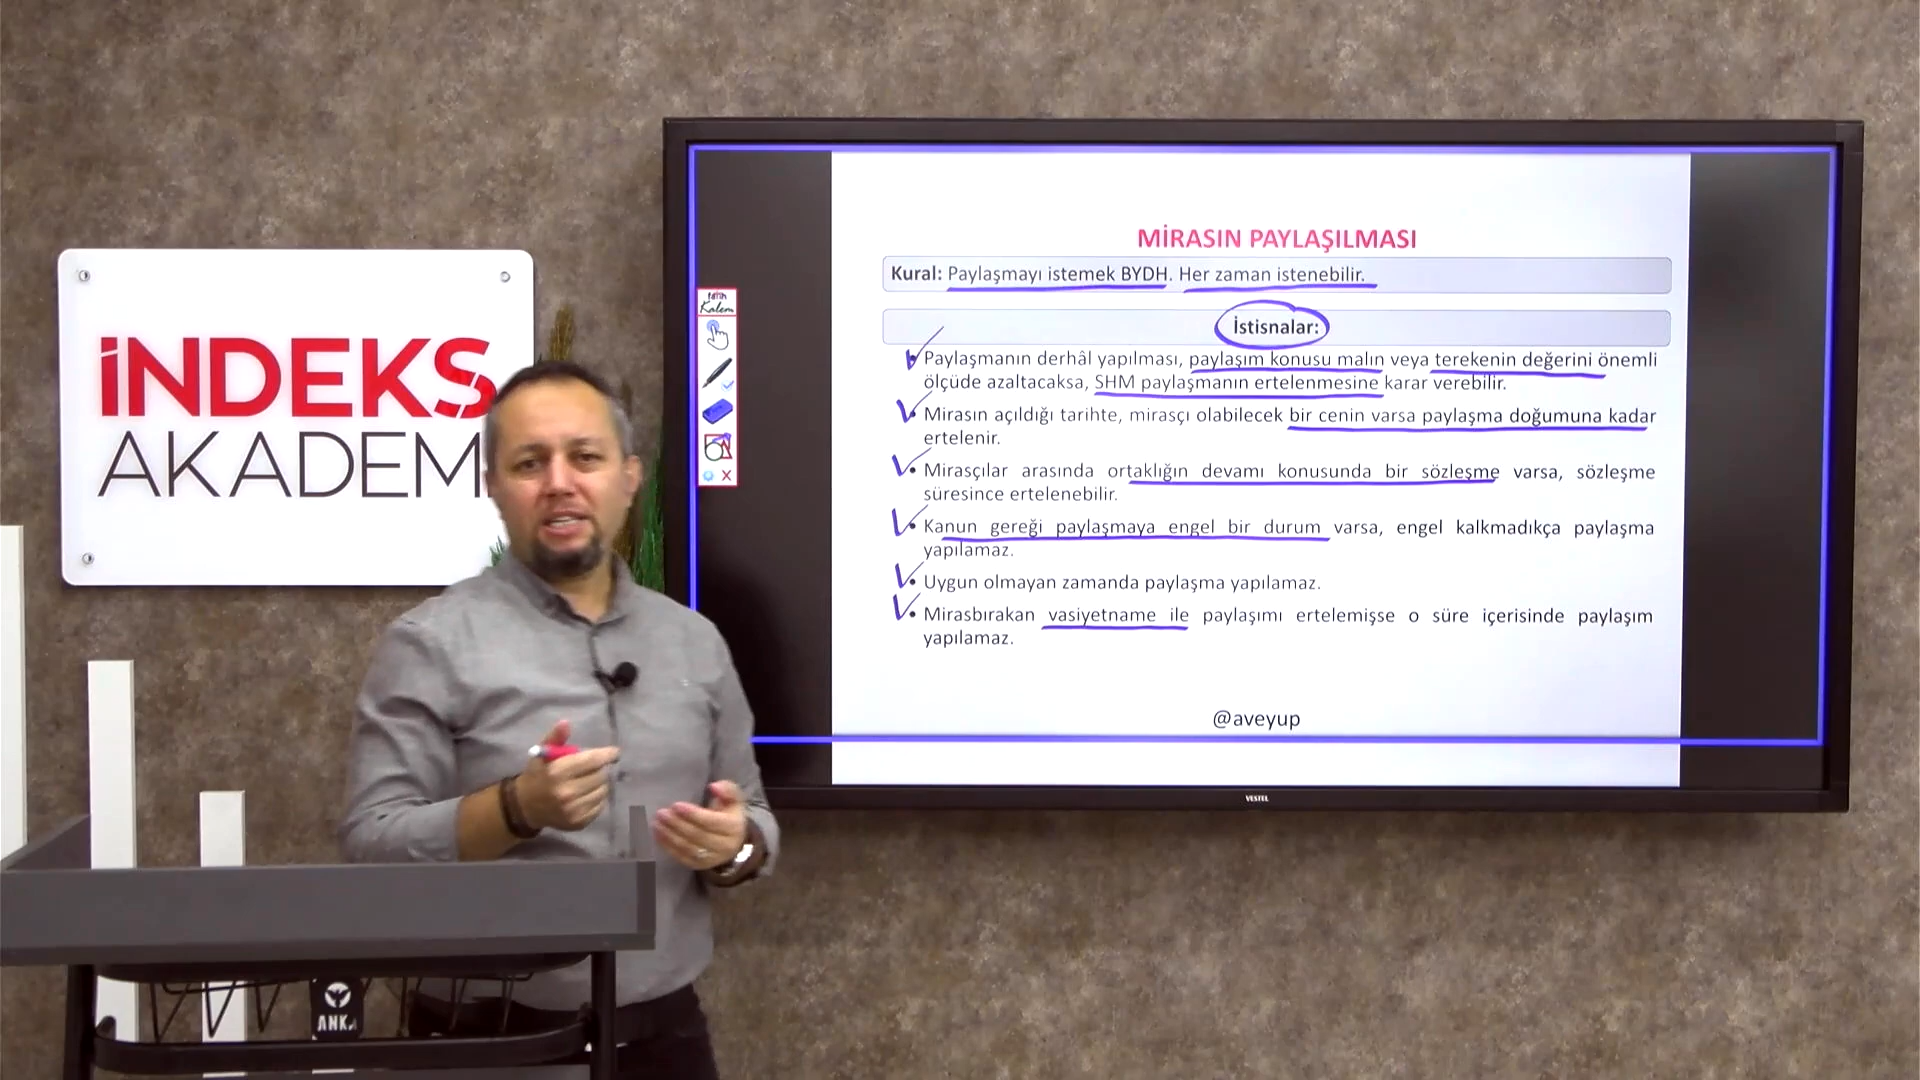 İNDEKS
AKADEM
fatih
Kalem
MİRASIN PAYLAŞILMASI
Kural: Paylaşmayı istemek BYDH. Her zaman istenebilir.
İstisnalar:
Paylaşmanın derhâl yapılması, paylaşım konusu malın veya terekenin değerini önemli
ölçüde azaltacaksa, SHM paylaşmanın ertelenmesine karar verebilir.
• Mirasın açıldığı tarihte, mirasçı olabilecek bir cenin varsa paylaşma doğumuna kadar
ertelenir.
• Mirasçılar arasında ortaklığın devamı konusunda bir sözleşme varsa, sözleşme
süresince ertelenebilir.
• Kanun gereği paylaşmaya engel bir durum varsa, engel kalkmadıkça paylaşma
yapılamaz.
• Uygun olmayan zamanda paylaşma yapılamaz.
• Mirasbırakan vasiyetname ile paylaşımı ertelemişse o süre içerisinde paylaşım
yapılamaz.
@aveyup
VESTEL
ANKA